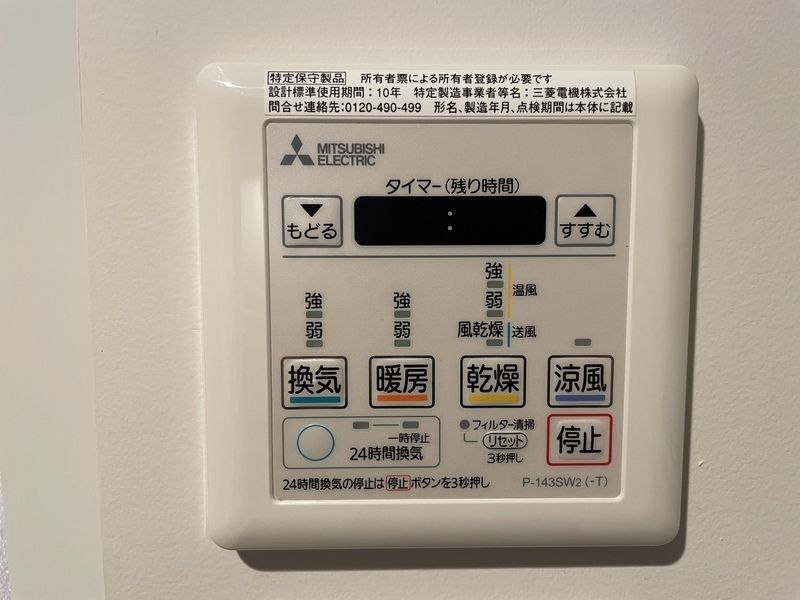 特定保守製品 所有者票による所有者登録が必要です
設計標準使用期間：10年 特定製造事業者等名：三菱電機株式会社
問合せ連絡先:0120-490-499 形名、製造年月、点検期間は本体に記載
MITSUBISHI
ELECTRIC
タイマー(残り時間)
▼ ▲
もどる : すすむ
強
温風
強 強 弱
弱 弱 風乾燥 送風
換気 暖房 乾燥 涼風
一時停止
24時間換気
フィルター清掃
リセット
3秒押し
停止
24時間換気の停止は 停止 ボタンを3秒押し
P-143SW2(-T)